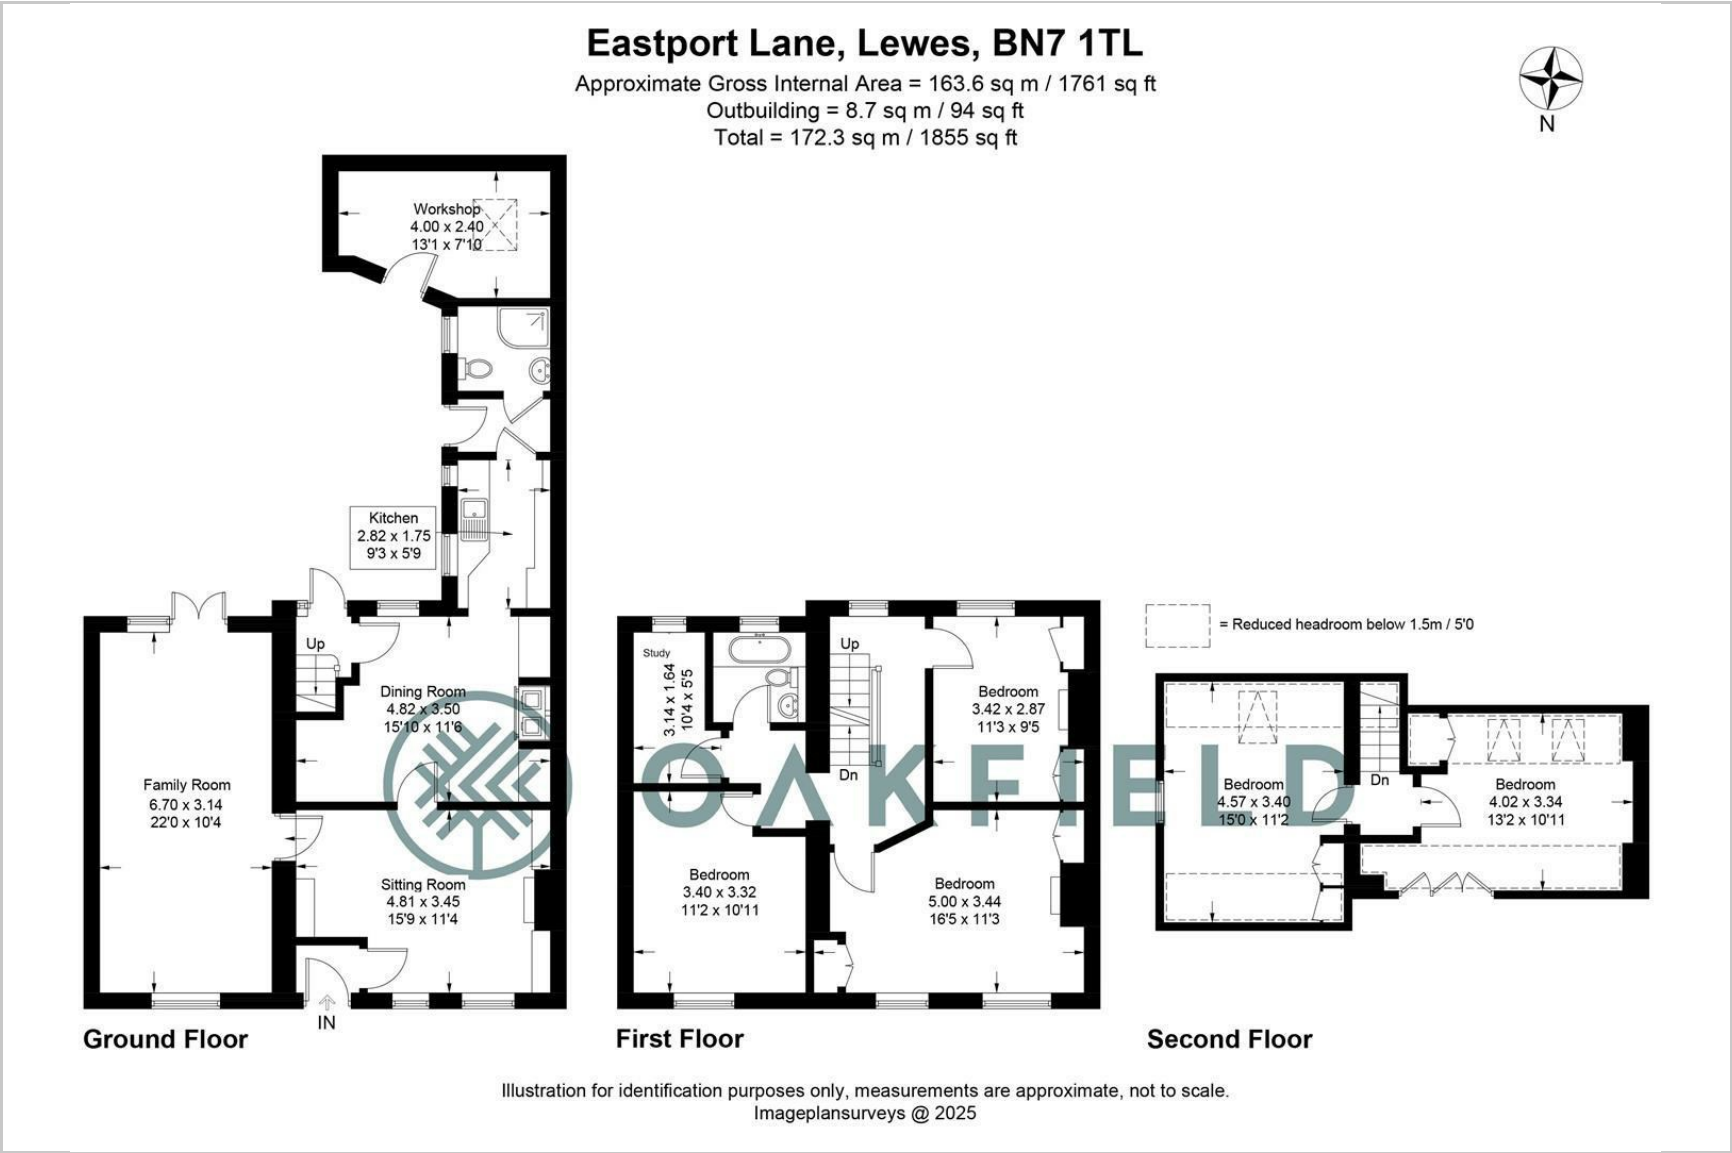 Eastport Lane, Lewes, BN7 1TL
Approximate Gross Internal Area = 163.6 sq m / 1761 sq ft
Outbuilding = 8.7 sq m / 94 sq ft
Total = 172.3 sq m / 1855 sq ft
N
Workshop
4.00 x 2.40
13'1 x 7'10
Kitchen
2.82 x 1.75
9'3 x 5'9
Up
Dining Room
4.82 x 3.50
15'10 x 11'6
Family Room
6.70 x 3.14
22'0 x 10'4
Sitting Room
4.81 x 3.45
15'9 x 11'4
IN
Ground Floor
Study
3.14 x 1.64
10'4 x 5'5
Up
Dn
Bedroom
3.42 x 2.87
11'3 x 9'5
Bedroom
3.40 x 3.32
11'2 x 10'11
Bedroom
5.00 x 3.44
16'5 x 11'3
First Floor
= Reduced headroom below 1.5m / 5'0
Bedroom
4.57 x 3.40
15'0 x 11'2
Dn
Bedroom
4.02 x 3.34
13'2 x 10'11
Second Floor
OAKFIELD
Illustration for identification purposes only, measurements are approximate, not to scale.
Imageplansurveys @ 2025